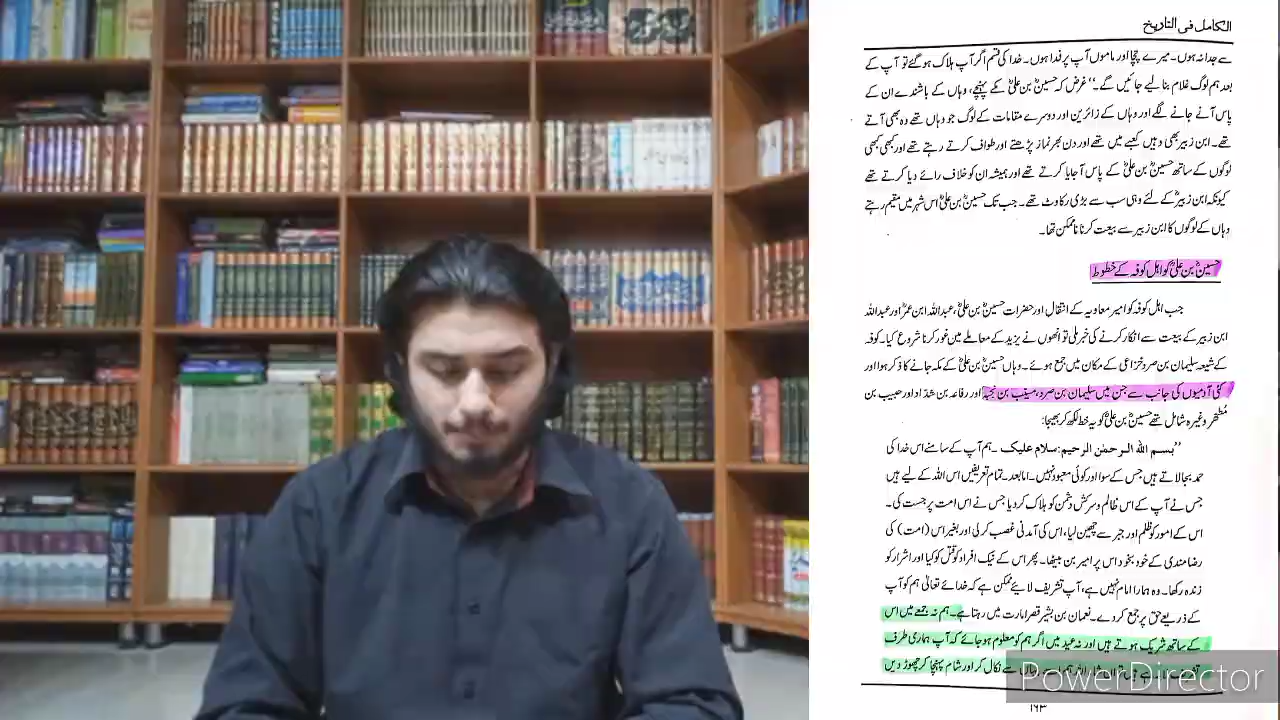 الکامل فی التاریخ
سے جدا نہ ہوں۔ میرے چچا اور ماموں آپ پر فدا ہوں۔ خدا کی قسم اگر آپ ہلاک ہو گئے تو آپ کے
بعد ہم لوگ غلام بنا لیے جائیں گے۔‘‘ غرض کہ حسینؓ بن علیؓ مکے پہنچے، وہاں کے باشندے ان کے
پاس آنے جانے لگے اور وہاں کے زائرین اور دوسرے مقامات کے لوگ جو وہاں تھے وہ بھی آتے
تھے۔ ابن زبیر بھی وہیں کعبے میں تھے اور دن بھر نماز پڑھتے اور طواف کرتے رہتے تھے اور کبھی کبھی
لوگوں کے ساتھ حسینؓ بن علیؓ کے پاس آ جایا کرتے تھے اور ہمیشہ ان کو خلاف رائے دیا کرتے تھے
کیونکہ ابن زبیرؓ کے لئے وہی سب سے بڑی رکاوٹ تھے۔ جب تک حسینؓ بن علیؓ اس شہر میں مقیم رہتے
وہاں کے لوگوں کا ابن زبیر سے بیعت کرنا ناممکن تھا۔
حسینؓ بن علیؓ کو اہل کوفہ کے خطوط
جب اہل کوفہ کو امیر معاویہ کے انتقال اور حضرات حسینؓ بن علیؓ، عبداللہ ابن عمرؓ اور عبداللہ
ابن زبیر کے بیعت سے انکار کرنے کی خبر ملی تو انھوں نے یزید کے معاملے میں غور کرنا شروع کیا۔ کوفہ
کے شیعہ سلیمان بن صرد خزاعی کے مکان میں جمع ہوئے۔ وہاں حسینؓ بن علیؓ کے مکہ جانے کا ذکر ہوا اور
کئی آدمیوں کی جانب سے جن میں سلیمان بن صرد، مسیب بن نجبہ اور رفاعہ بن شدّاد اور حبیب بن
مُطَھر وغیرہ شامل تھے حسینؓ بن علیؓ کو یہ خط لکھ کر بھیجا:
’’بسم اللہ الرحمٰن الرحیم: سلام علیک۔ ہم آپ کے سامنے اس خدا کی
حمد بجا لاتے ہیں جس کے سوا اور کوئی معبود نہیں۔ اما بعد۔ تمام تعریفیں اس اللہ کے لیے ہیں
جس نے آپ کے اس ظالم و سرکش دشمن کو ہلاک کر دیا جس نے اس امت پر جست کی۔
اس کے امور کو ظلم اور جبر سے چھین لیا، اس کی آمدنی غصب کر لی اور بغیر اس (امت) کی
رضا مندی کے خود بخود اس پر امیر بن بیٹھا۔ پھر اس کے نیک افراد کو قتل کیا اور اشرار کو
زندہ رکھا۔ وہ ہمارا امام نہیں ہے، آپ تشریف لایئے ممکن ہے کہ خدائے تعالیٰ ہم کو آپ
کے ذریعے حق پر جمع کر دے۔ نعمان بن بشیر قصر امارت میں رہتا ہے۔ ہم نہ جمعے میں اس
کے ساتھ شریک ہوتے ہیں اور نہ عید میں اگر ہم کو معلوم ہو جائے کہ آپ ہماری طرف
سے نکال کر اور شام پہنچا کر چھوڑ دیں
PowerDirector
۱۶۳